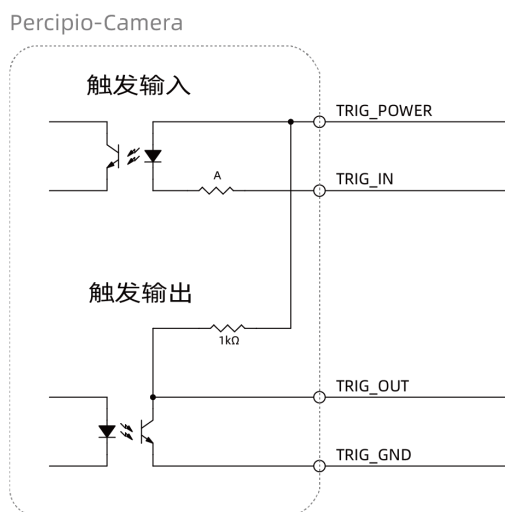 Percipio-Camera
触发输入
TRIG_POWER
A
TRIG_IN
触发输出
1kΩ
TRIG_OUT
TRIG_GND